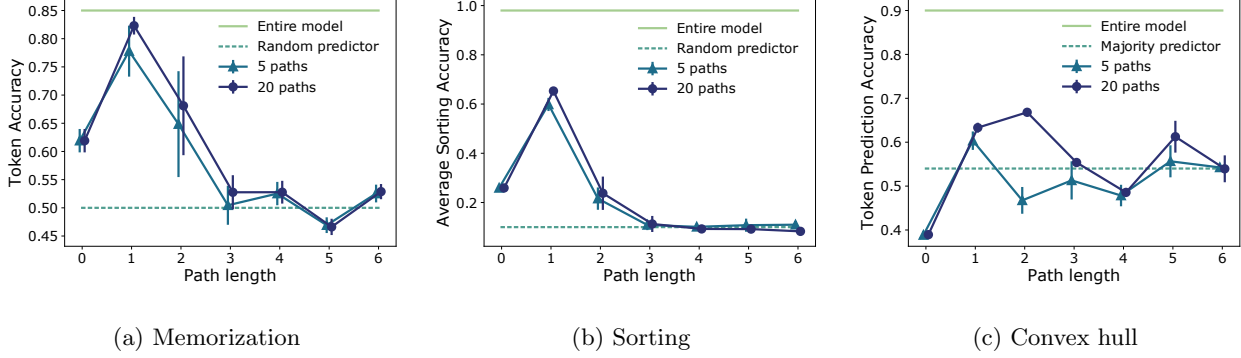 0.85
0.80
0.75
0.70
0.65
0.60
0.55
0.50
0.45
Token Accuracy
Entire model
Random predictor
5 paths
20 paths
0 1 2 3 4 5 6
Path length
(a) Memorization
1.0
0.8
0.6
0.4
0.2
Average Sorting Accuracy
Entire model
Random predictor
5 paths
20 paths
0 1 2 3 4 5 6
Path length
(b) Sorting
0.9
0.8
0.7
0.6
0.5
0.4
Token Prediction Accuracy
Entire model
Majority predictor
5 paths
20 paths
0 1 2 3 4 5 6
Path length
(c) Convex hull